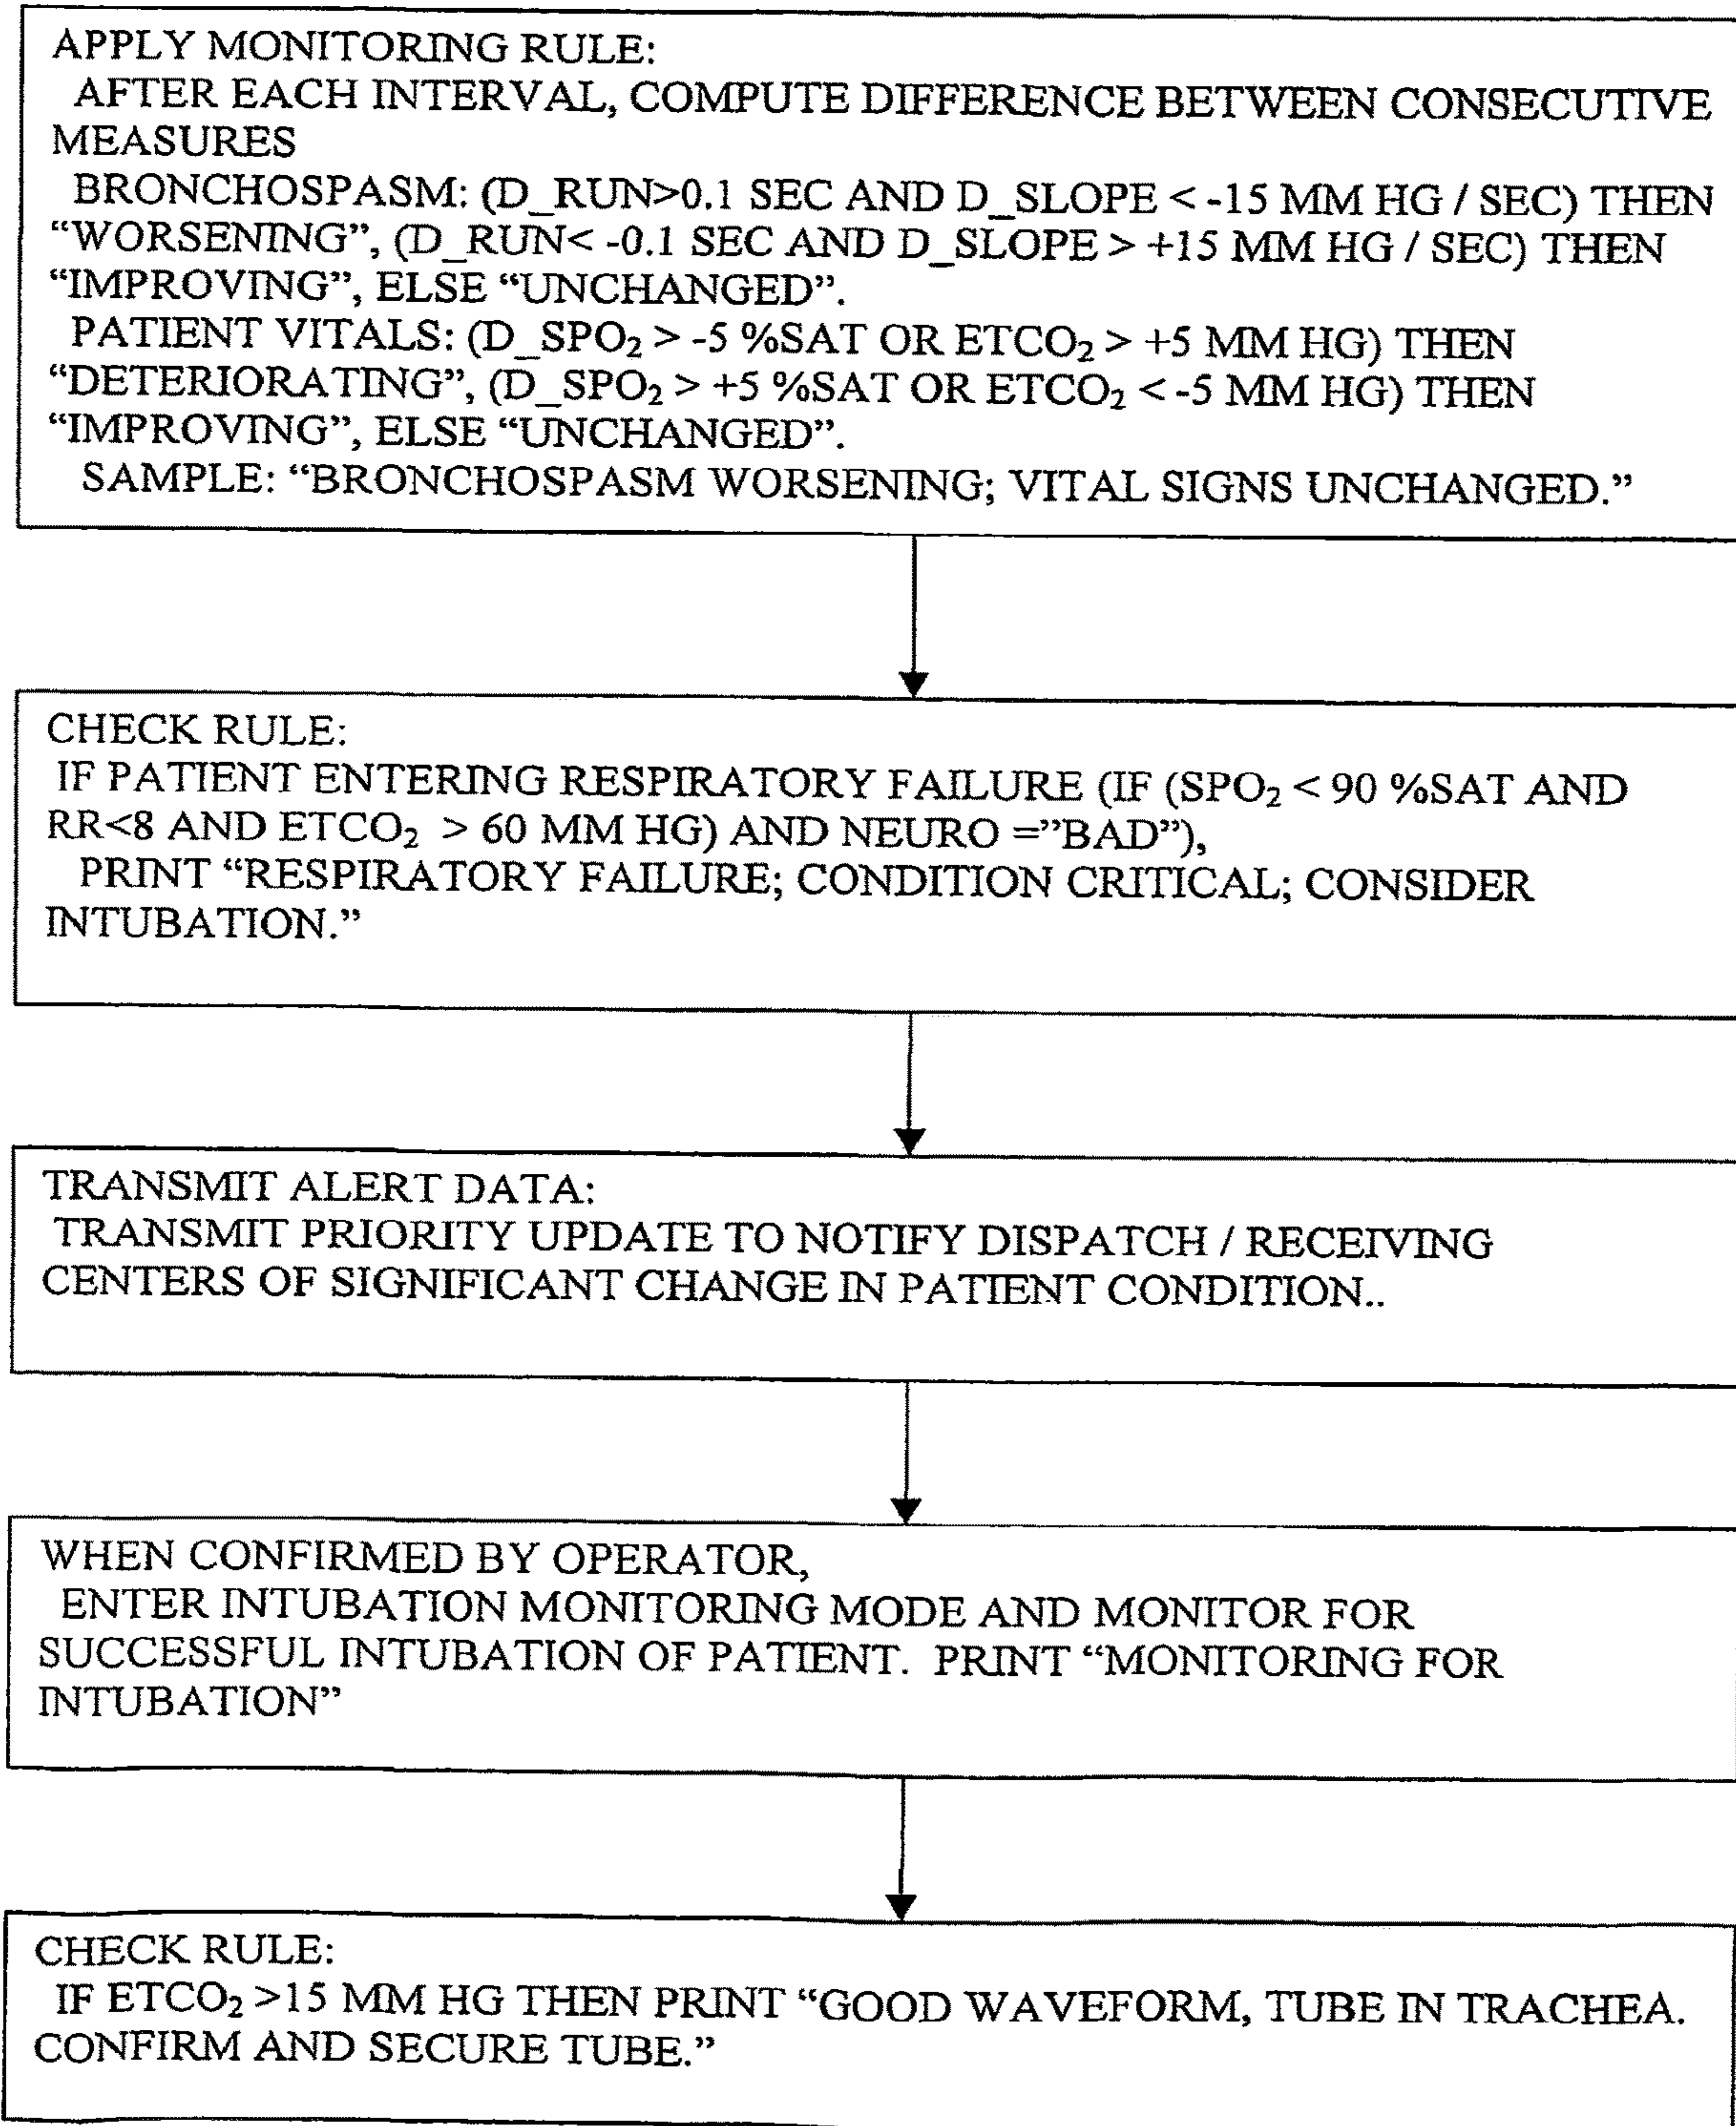 APPLY MONITORING RULE:
AFTER EACH INTERVAL, COMPUTE DIFFERENCE BETWEEN CONSECUTIVE
MEASURES
BRONCHOSPASM: (D_RUN>0.1 SEC AND D_SLOPE < -15 MM HG / SEC) THEN
“WORSENING”, (D_RUN< -0.1 SEC AND D_SLOPE > +15 MM HG / SEC) THEN
“IMPROVING”, ELSE “UNCHANGED”.
PATIENT VITALS: (D_SPO₂ > -5 %SAT OR ETCO₂ > +5 MM HG) THEN
“DETERIORATING”, (D_SPO₂ > +5 %SAT OR ETCO₂ < -5 MM HG) THEN
“IMPROVING”, ELSE “UNCHANGED”.
SAMPLE: “BRONCHOSPASM WORSENING; VITAL SIGNS UNCHANGED.”
CHECK RULE:
IF PATIENT ENTERING RESPIRATORY FAILURE (IF (SPO₂ < 90 %SAT AND
RR<8 AND ETCO₂ > 60 MM HG) AND NEURO =”BAD”),
PRINT “RESPIRATORY FAILURE; CONDITION CRITICAL; CONSIDER
INTUBATION.”
TRANSMIT ALERT DATA:
TRANSMIT PRIORITY UPDATE TO NOTIFY DISPATCH / RECEIVING
CENTERS OF SIGNIFICANT CHANGE IN PATIENT CONDITION..
WHEN CONFIRMED BY OPERATOR,
ENTER INTUBATION MONITORING MODE AND MONITOR FOR
SUCCESSFUL INTUBATION OF PATIENT. PRINT “MONITORING FOR
INTUBATION”
CHECK RULE:
IF ETCO₂ >15 MM HG THEN PRINT “GOOD WAVEFORM, TUBE IN TRACHEA.
CONFIRM AND SECURE TUBE.”